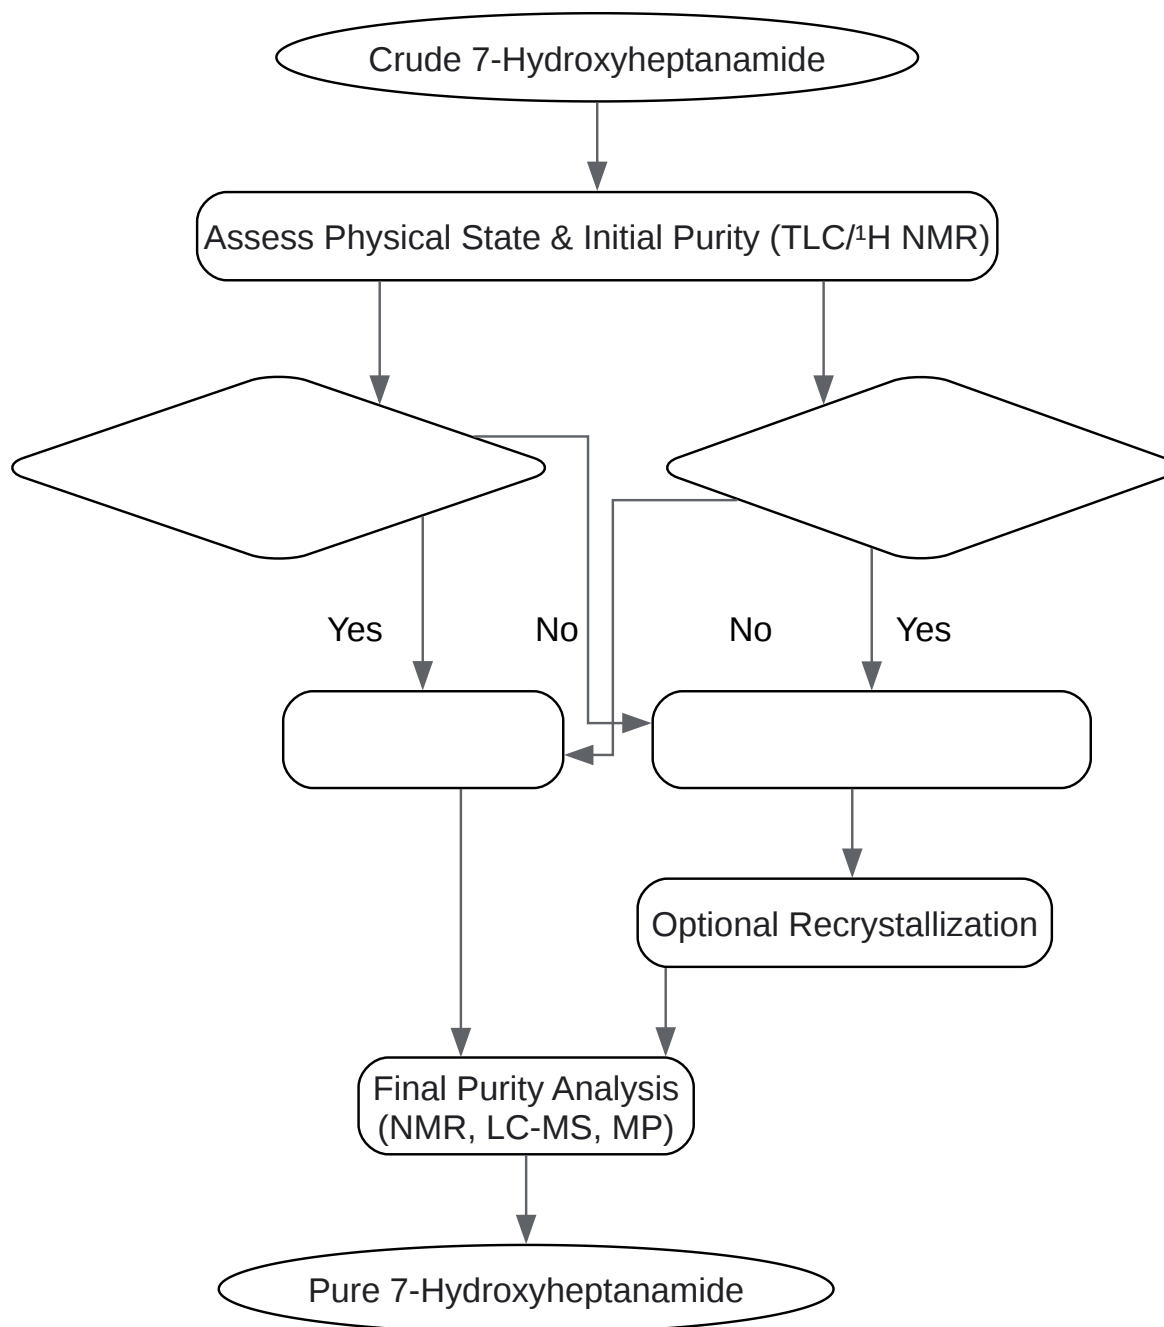 Crude 7-Hydroxyheptanamide
Assess Physical State & Initial Purity (TLC/¹H NMR)
Yes
No
No
Yes
Optional Recrystallization
Final Purity Analysis
(NMR, LC-MS, MP)
Pure 7-Hydroxyheptanamide